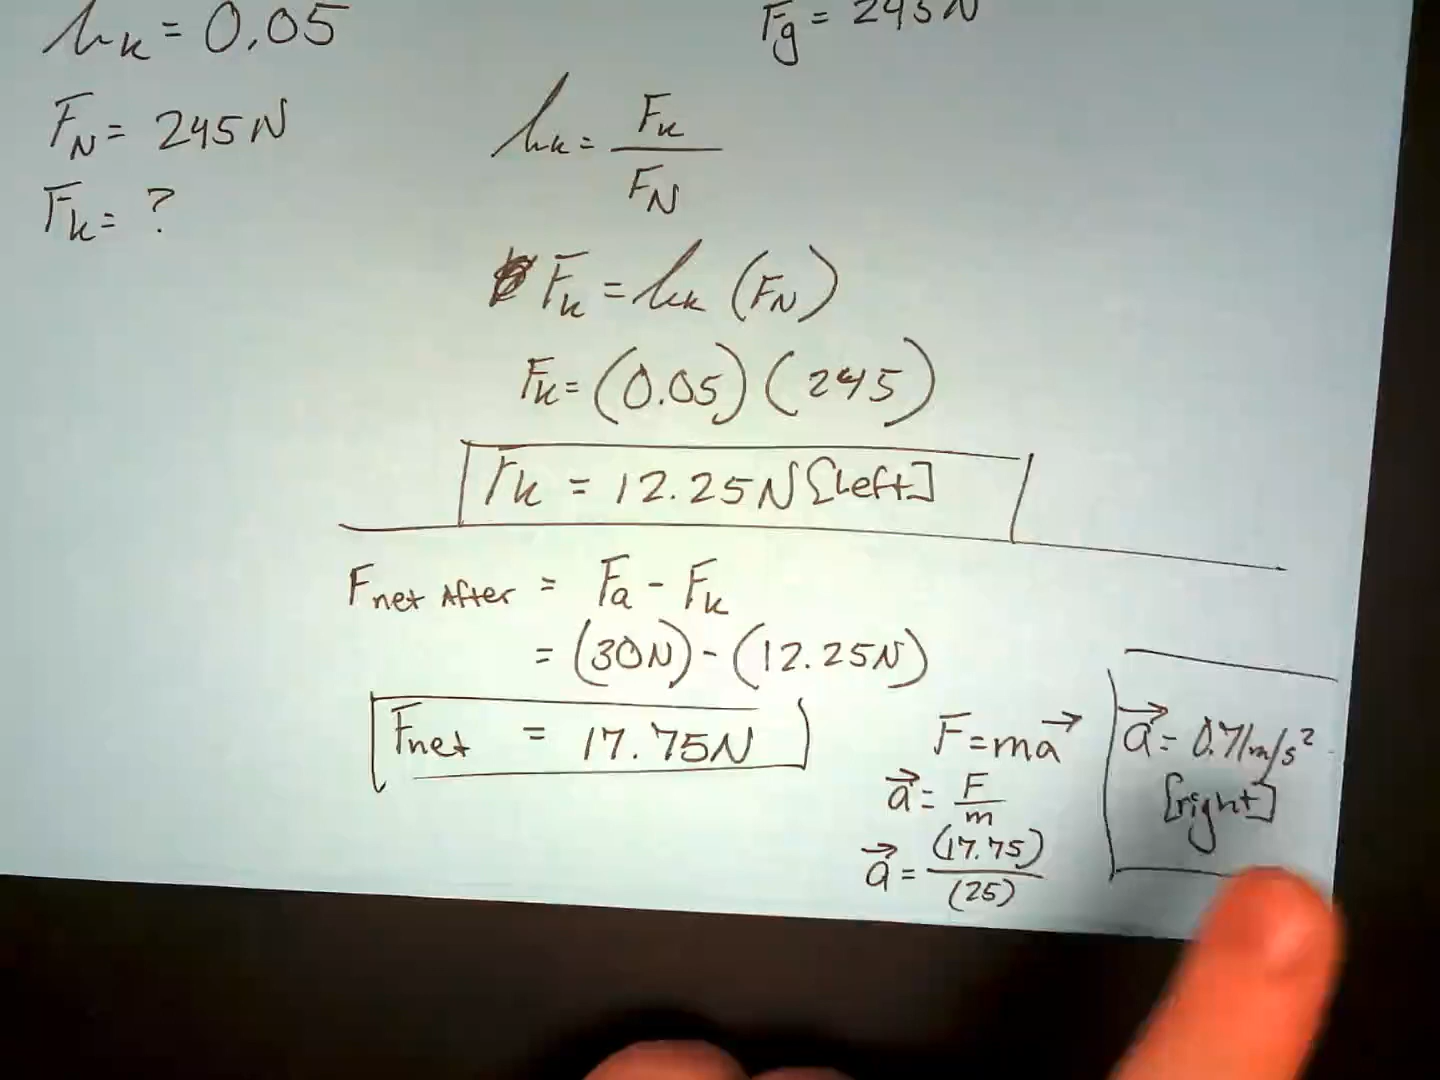 μk = 0.05
Fg = 245N
FN = 245N
Fk = ?
μk = Fk / FN
Fk = μk (FN)
Fk = (0.05) (245)
Fk = 12.25N [Left]
Fnet After = Fa - Fk
= (30N) - (12.25N)
Fnet = 17.75N
F = ma⃗
a⃗ = F / m
a⃗ = (17.75) / (25)
a⃗ = 0.71m/s²
[right]